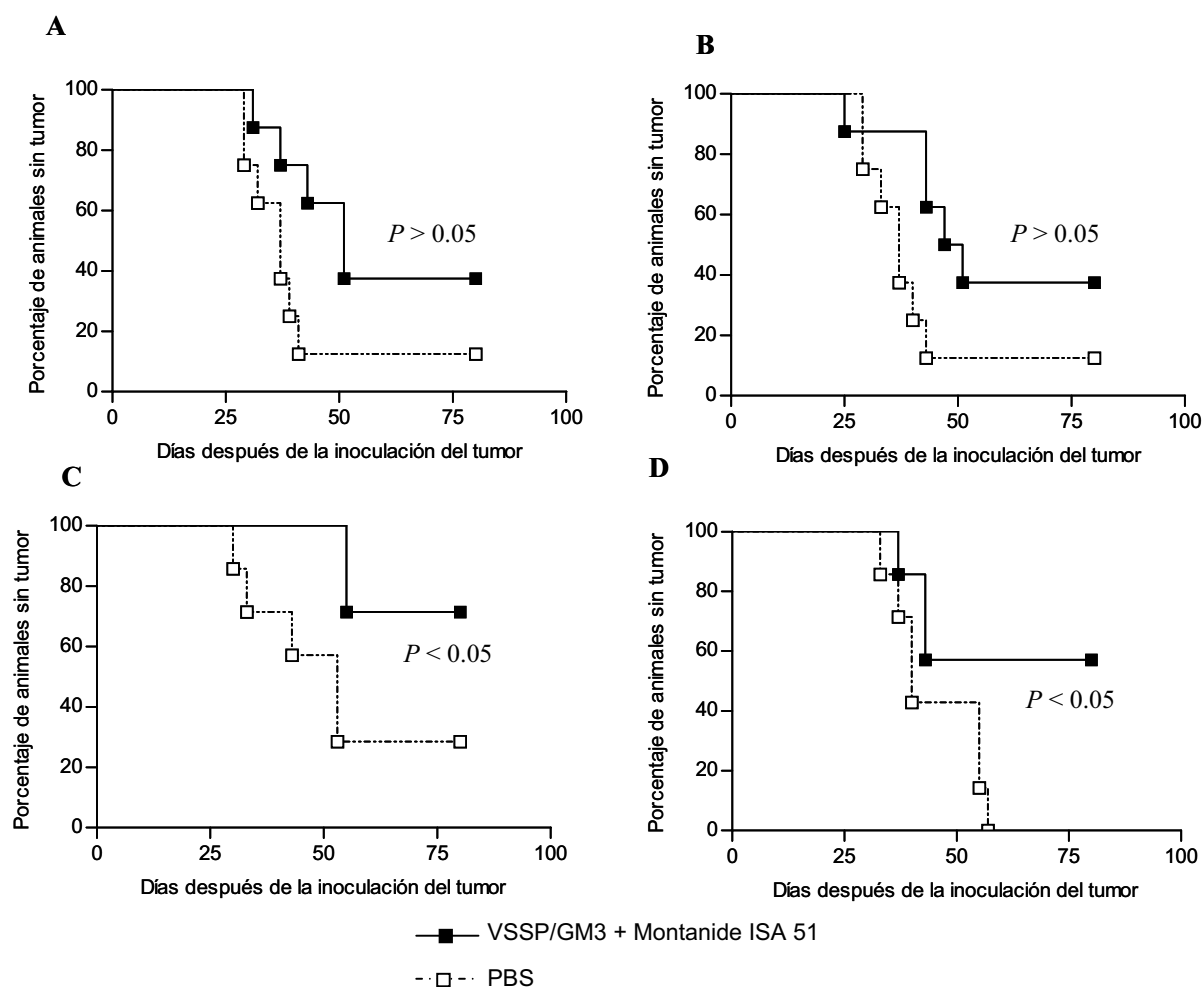 A
100
80
60
40
20
0
Porcentaje de animales sin tumor
P > 0.05
0 25 50 75 100
Días después de la inoculación del tumor
B
100
80
60
40
20
0
Porcentaje de animales sin tumor
P > 0.05
0 25 50 75 100
Días después de la inoculación del tumor
C
100
80
60
40
20
0
Porcentaje de animales sin tumor
P < 0.05
0 25 50 75 100
Días después de la inoculación del tumor
D
100
80
60
40
20
0
Porcentaje de animales sin tumor
P < 0.05
0 25 50 75 100
Días después de la inoculación del tumor
VSSP/GM3 + Montanide ISA 51
PBS